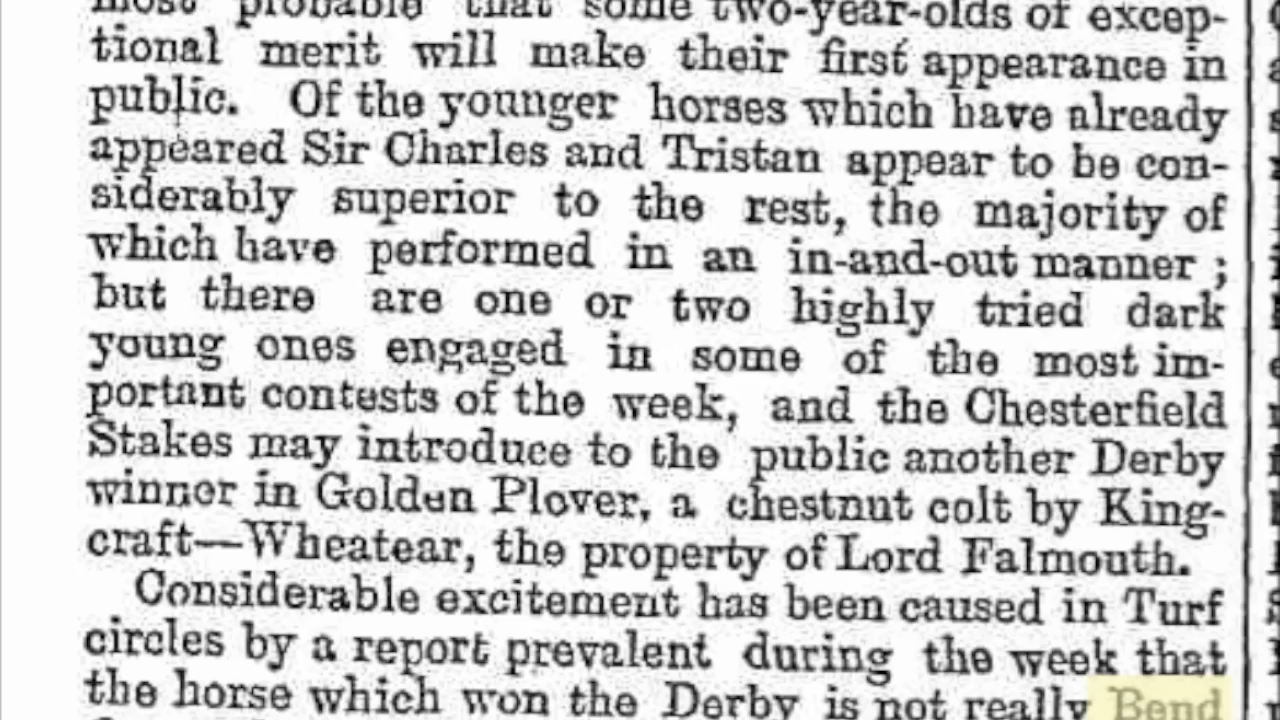 most probable that some two-year-olds of excep-
tional merit will make their first appearance in
public. Of the younger horses which have already
appeared Sir Charles and Tristan appear to be con-
siderably superior to the rest, the majority of
which have performed in an in-and-out manner ;
but there are one or two highly tried dark
young ones engaged in some of the most im-
portant contests of the week, and the Chesterfield
Stakes may introduce to the public another Derby
winner in Golden Plover, a chestnut colt by King-
craft—Wheatear, the property of Lord Falmouth.
Considerable excitement has been caused in Turf
circles by a report prevalent during the week that
the horse which won the Derby is not really Bend